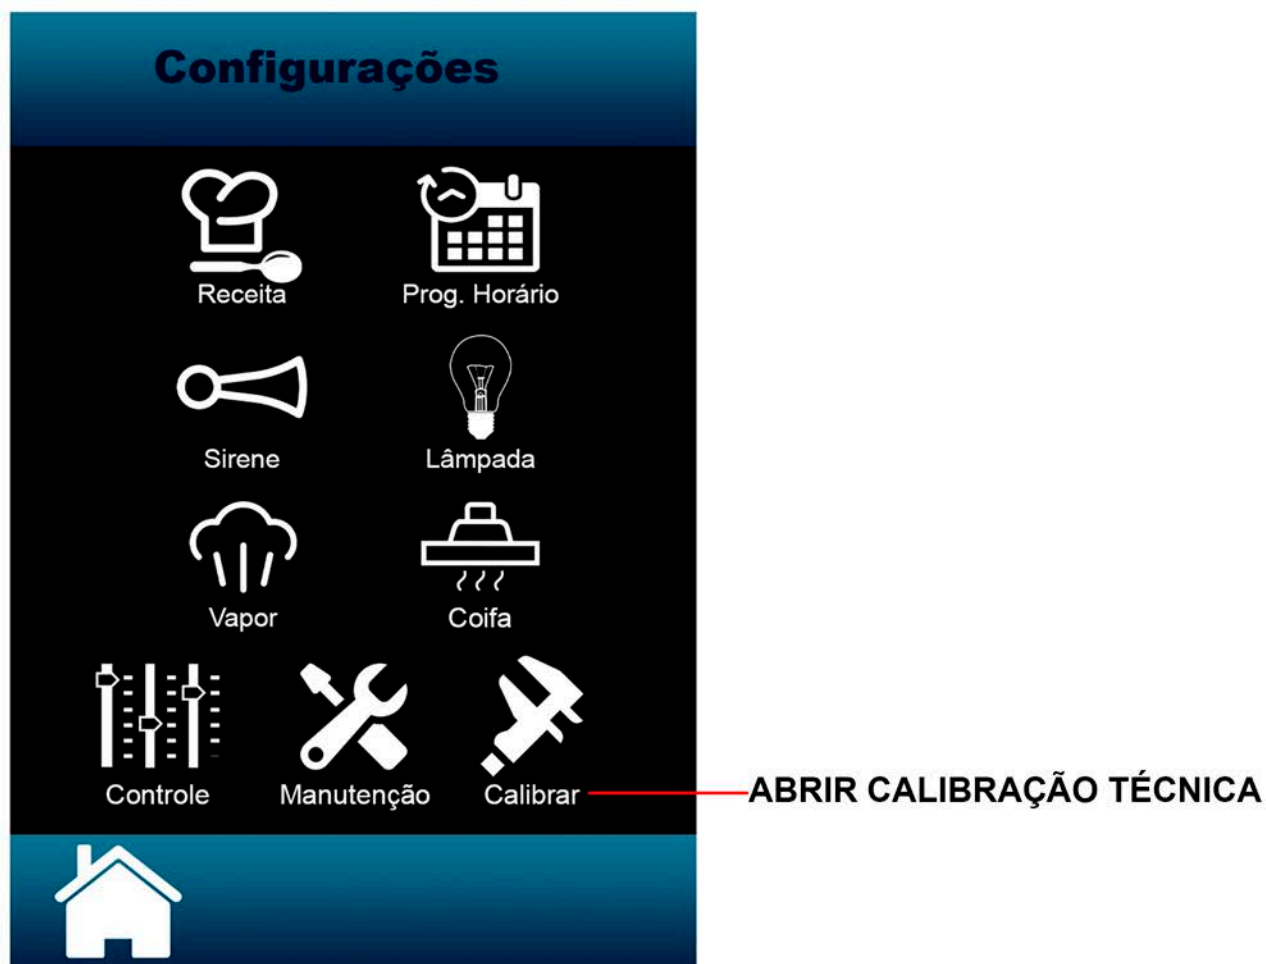 Configurações
Receita
Prog. Horário
Sirene
Lâmpada
Vapor
Coifa
Controle
Manutenção
Calibrar
ABRIR CALIBRAÇÃO TÉCNICA